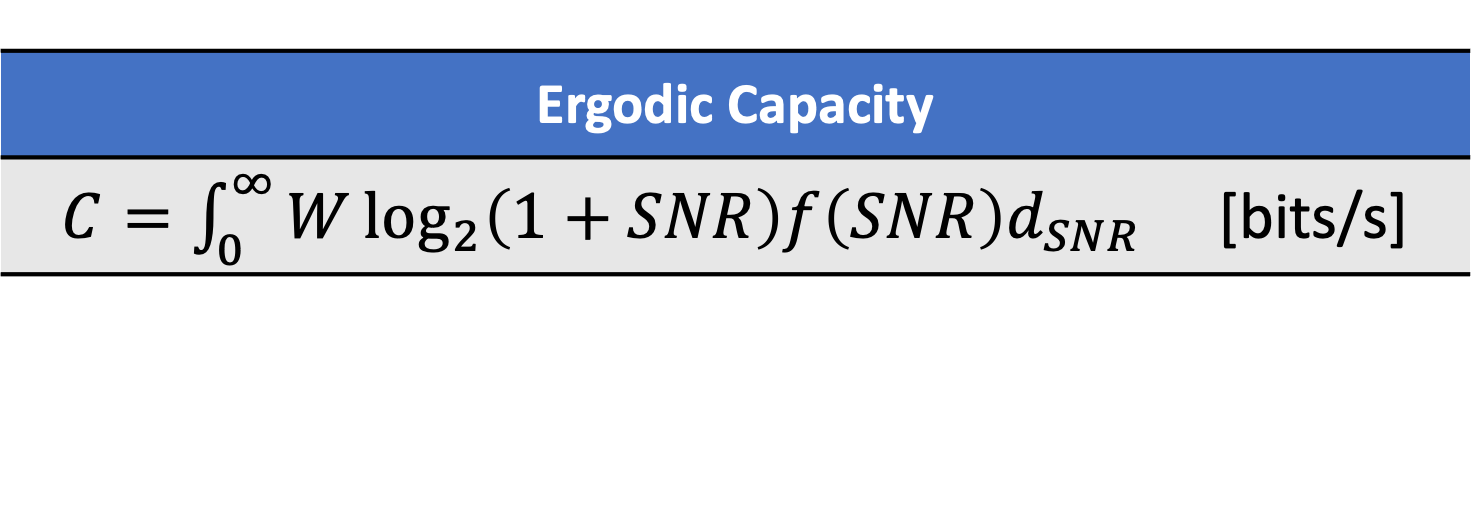 Ergodic Capacity
C = ∫₀^∞ W log₂(1 + SNR)f(SNR)d_SNR [bits/s]